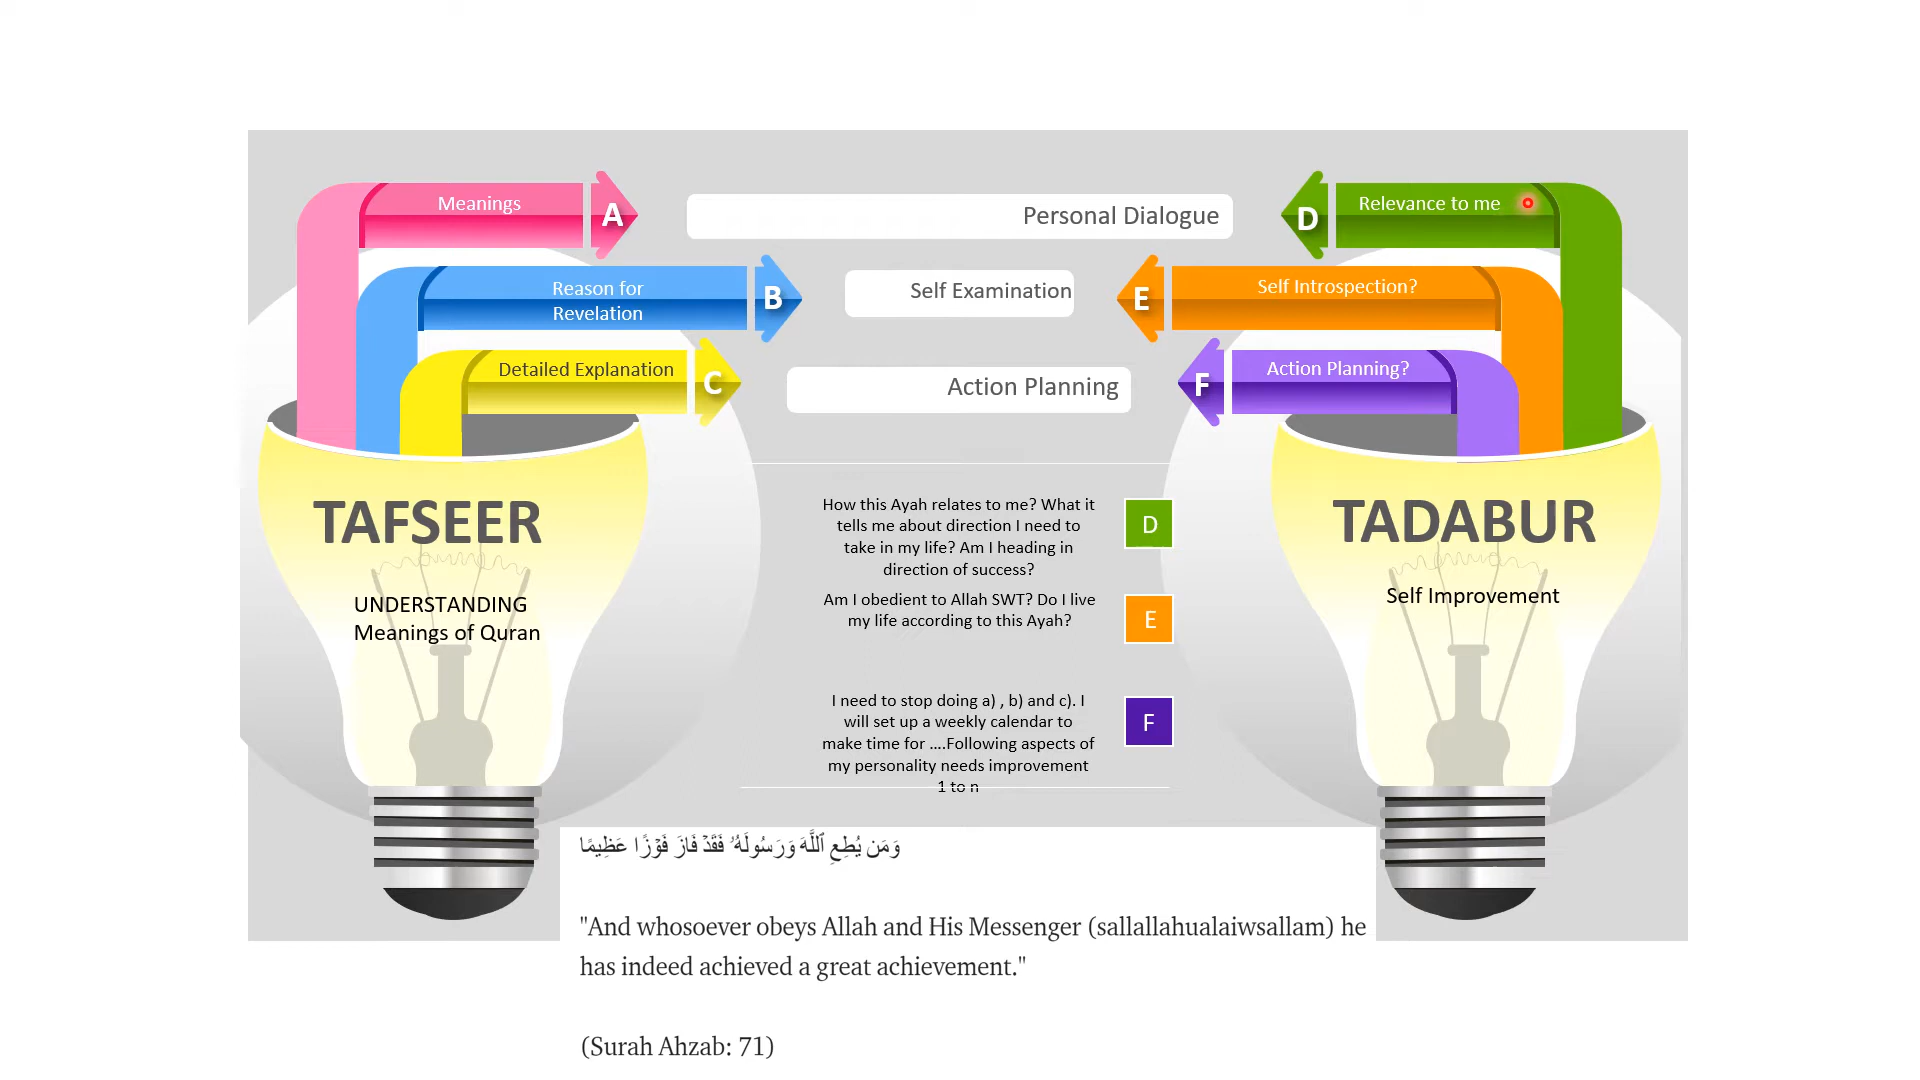 Meanings
A
Personal Dialogue
D
Relevance to me
Reason for
Revelation
B
Self Examination
E
Self Introspection?
Detailed Explanation
C
Action Planning
F
Action Planning?
TAFSEER
UNDERSTANDING
Meanings of Quran
How this Ayah relates to me? What it
tells me about direction I need to
take in my life? Am I heading in
direction of success?
D
Am I obedient to Allah SWT? Do I live
my life according to this Ayah?
E
I need to stop doing a) , b) and c). I
will set up a weekly calendar to
make time for ....Following aspects of
my personality needs improvement
1 to n
F
TADABUR
Self Improvement
وَمَن يُطِعِ ٱللَّهَ وَرَسُولَهُۥ فَقَدْ فَازَ فَوْزًا عَظِيمًا
"And whosoever obeys Allah and His Messenger (sallallahualaiwsallam) he
has indeed achieved a great achievement."
(Surah Ahzab: 71)